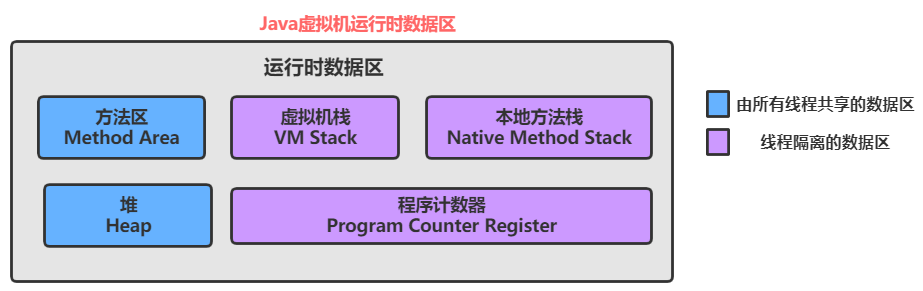 Java虚拟机运行时数据区
运行时数据区
方法区
Method Area
虚拟机栈
VM Stack
本地方法栈
Native Method Stack
堆
Heap
程序计数器
Program Counter Register
由所有线程共享的数据区
线程隔离的数据区